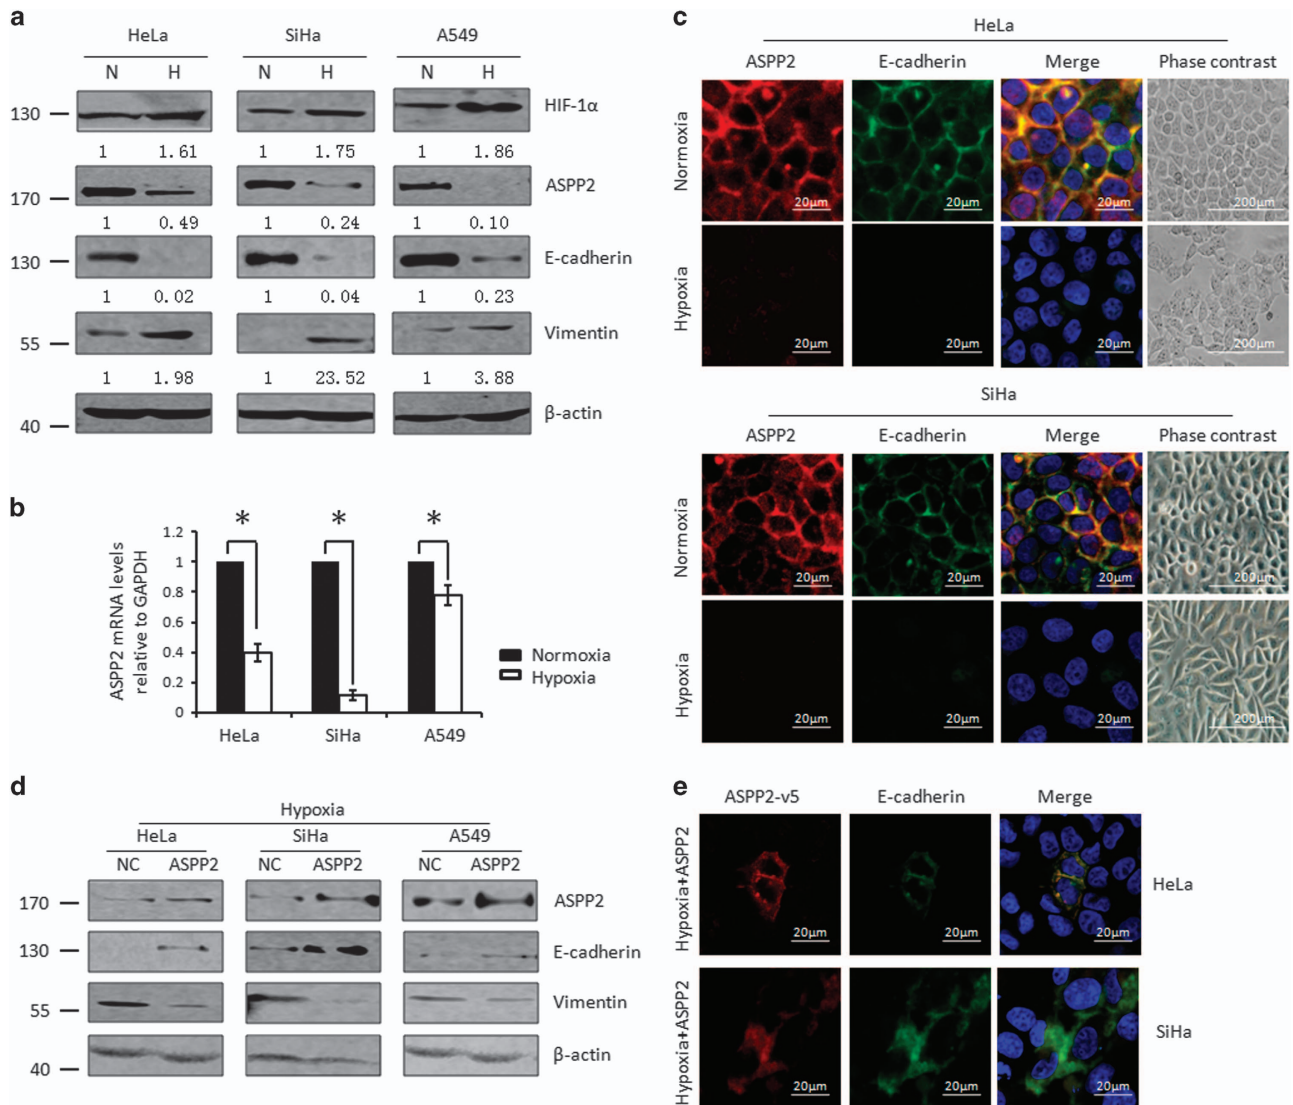 a
HeLa SiHa A549
N H N H N H
130 HIF-1α
1 1.61 1 1.75 1 1.86
170 ASPP2
1 0.49 1 0.24 1 0.10
130 E-cadherin
1 0.02 1 0.04 1 0.23
55 Vimentin
1 1.98 1 23.52 1 3.88
40 β-actin
b
ASPP2 mRNA levels
relative to GAPDH
1.2
1
0.8
0.6
0.4
0.2
0
* * *
HeLa SiHa A549
Normoxia
Hypoxia
c
HeLa
ASPP2 E-cadherin Merge Phase contrast
Normoxia
20μm 20μm 20μm 200μm
Hypoxia
20μm 20μm 20μm 200μm
SiHa
ASPP2 E-cadherin Merge Phase contrast
Normoxia
20μm 20μm 20μm 200μm
Hypoxia
20μm 20μm 20μm 200μm
d
Hypoxia
HeLa SiHa A549
NC ASPP2 NC ASPP2 NC ASPP2
170 ASPP2
130 E-cadherin
55 Vimentin
40 β-actin
e
ASPP2-v5 E-cadherin Merge
Hypoxia+ASPP2
20μm 20μm 20μm
HeLa
Hypoxia+ASPP2
20μm 20μm 20μm
SiHa